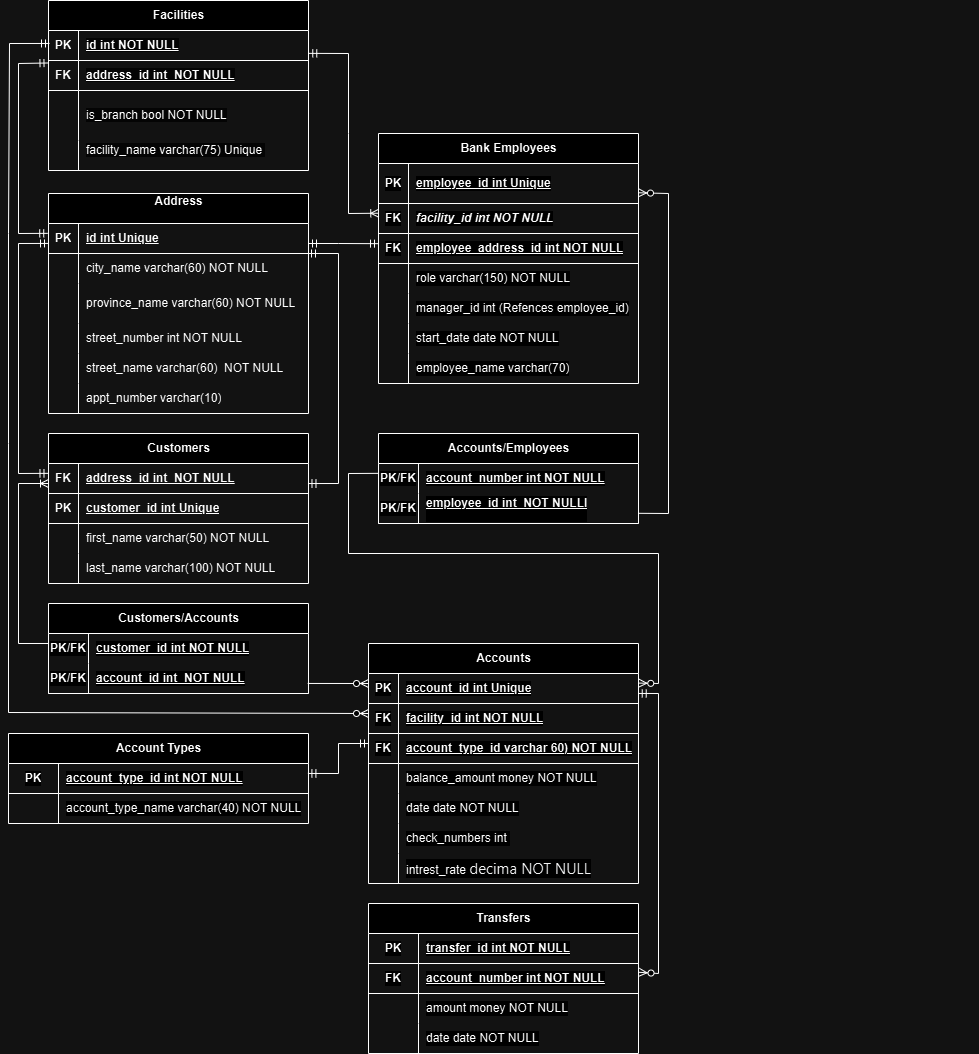 Facilities
PK id int NOT NULL
FK address_id int NOT NULL
is_branch bool NOT NULL
facility_name varchar(75) Unique
Bank Employees
PK employee_id int Unique
FK facility_id int NOT NULL
FK employee_address_id int NOT NULL
role varchar(150) NOT NULL
manager_id int (Refences employee_id)
start_date date NOT NULL
employee_name varchar(70)
Address
PK id int Unique
city_name varchar(60) NOT NULL
province_name varchar(60) NOT NULL
street_number int NOT NULL
street_name varchar(60) NOT NULL
appt_number varchar(10)
Customers
FK address_id int NOT NULL
PK customer_id int Unique
first_name varchar(50) NOT NULL
last_name varchar(100) NOT NULL
Accounts/Employees
PK/FK account_number int NOT NULL
PK/FK employee_id int NOT NULLI
Customers/Accounts
PK/FK customer_id int NOT NULL
PK/FK account_id int NOT NULL
Accounts
PK account_id int Unique
FK facility_id int NOT NULL
FK account_type_id varchar 60) NOT NULL
balance_amount money NOT NULL
date date NOT NULL
check_numbers int
intrest_rate decima NOT NULL
Account Types
PK account_type_id int NOT NULL
account_type_name varchar(40) NOT NULL
Transfers
PK transfer_id int NOT NULL
FK account_number int NOT NULL
amount money NOT NULL
date date NOT NULL